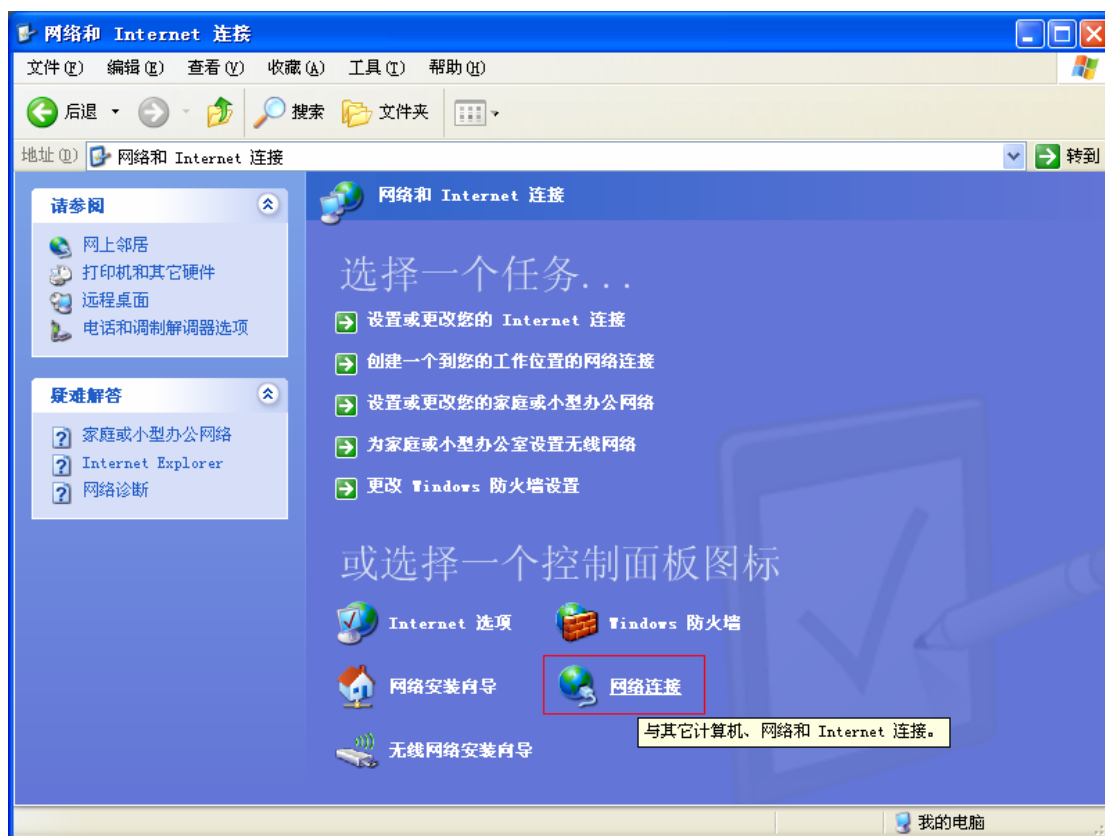 网络和 Internet 连接
文件(F) 编辑(E) 查看(V) 收藏(A) 工具(T) 帮助(H)
后退 搜索 文件夹
地址(D) 网络和 Internet 连接 转到
请参阅
网上邻居
打印机和其它硬件
远程桌面
电话和调制解调器选项
疑难解答
家庭或小型办公网络
Internet Explorer
网络诊断
网络和 Internet 连接
选择一个任务...
设置或更改您的 Internet 连接
创建一个到您的工作位置的网络连接
设置或更改您的家庭或小型办公网络
为家庭或小型办公室设置无线网络
更改 Windows 防火墙设置
或选择一个控制面板图标
Internet 选项 Windows 防火墙
网络安装向导 网络连接
与其它计算机、网络和 Internet 连接。
无线网络安装向导
我的电脑